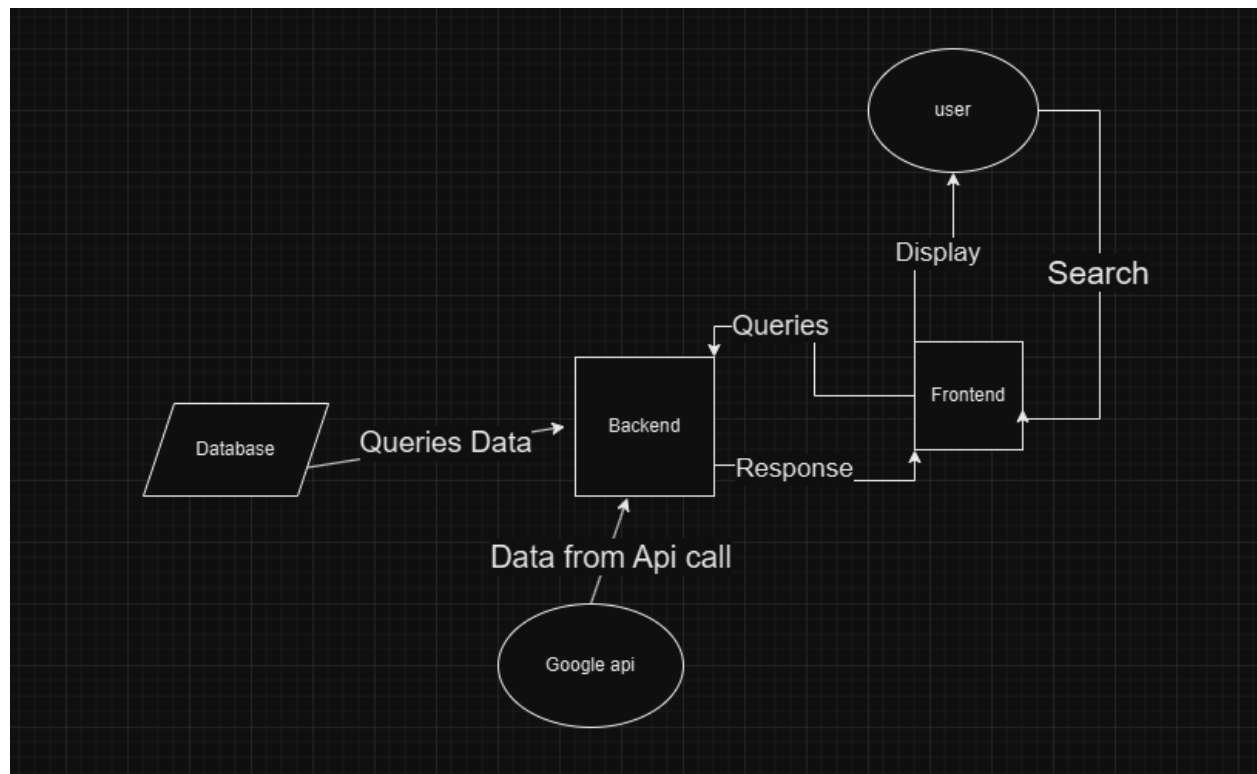 user
Display
Search
Queries
Frontend
Backend
Database
Queries Data
Response
Data from Api call
Google api